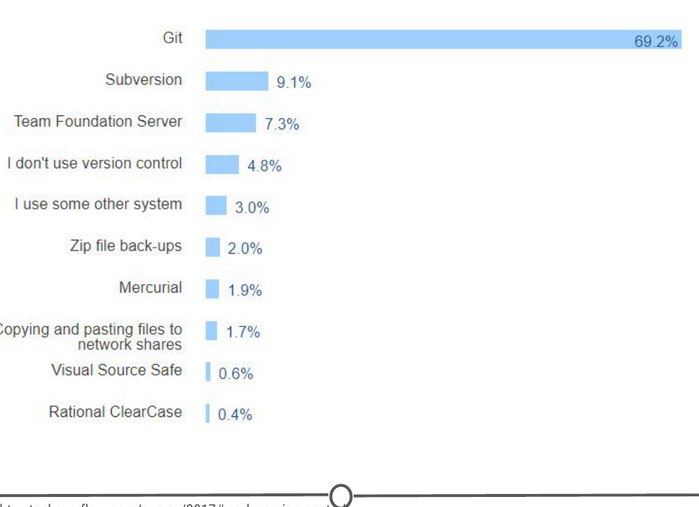 Git 69.2%
Subversion 9.1%
Team Foundation Server 7.3%
I don't use version control 4.8%
I use some other system 3.0%
Zip file back-ups 2.0%
Mercurial 1.9%
Copying and pasting files to
network shares 1.7%
Visual Source Safe 0.6%
Rational ClearCase 0.4%